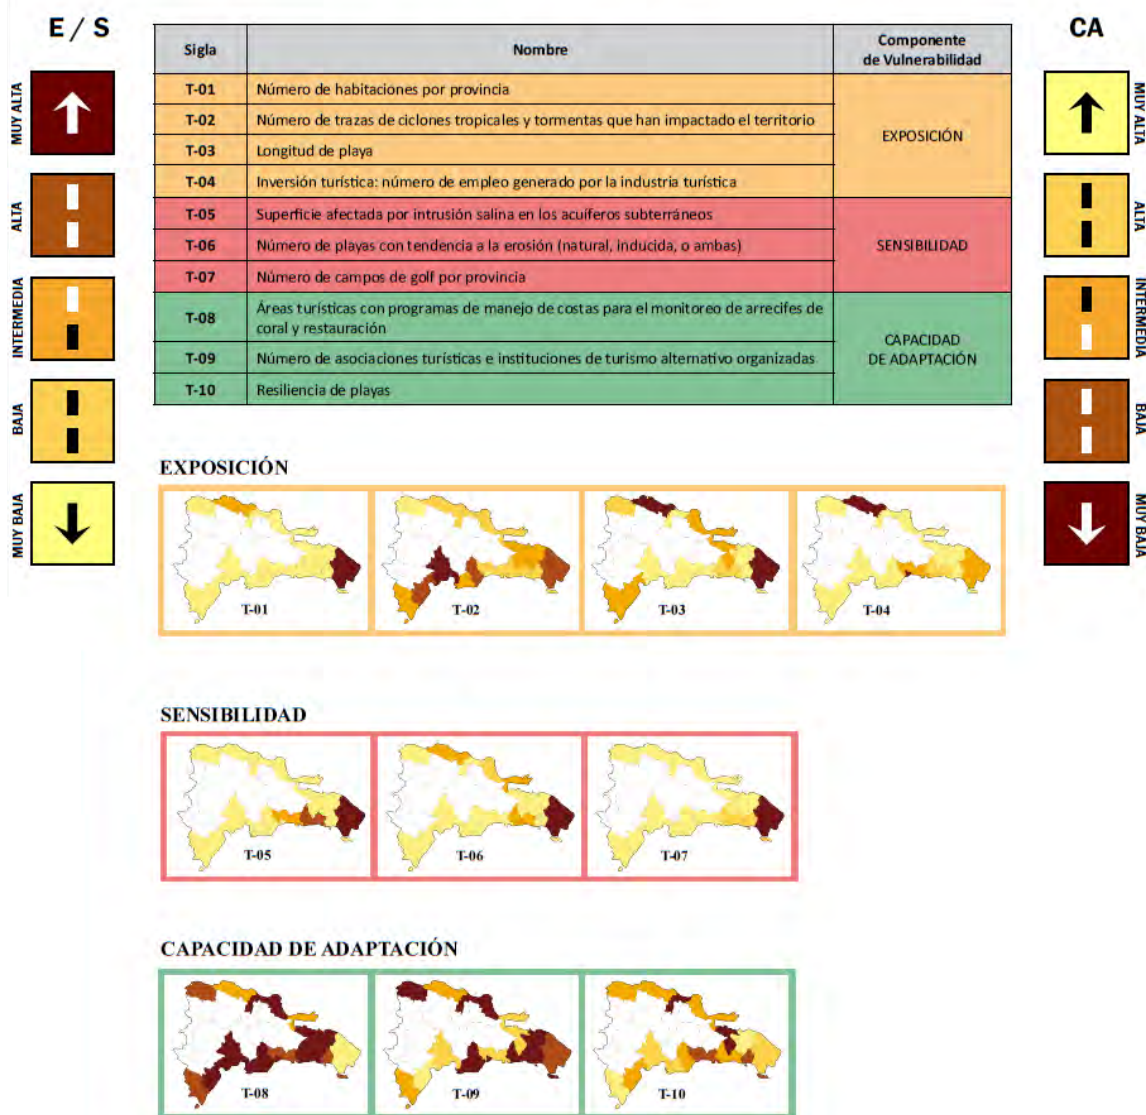 E / S
MUY ALTA
ALTA
INTERMEDIA
BAJA
MUY BAJA
Sigla
Nombre
Componente
de Vulnerabilidad
T-01
Número de habitaciones por provincia
T-02
Número de trazas de ciclones tropicales y tormentas que han impactado el territorio
T-03
Longitud de playa
T-04
Inversión turística: número de empleo generado por la industria turística
EXPOSICIÓN
T-05
Superficie afectada por intrusión salina en los acuíferos subterráneos
T-06
Número de playas con tendencia a la erosión (natural, inducida, o ambas)
T-07
Número de campos de golf por provincia
SENSIBILIDAD
T-08
Áreas turísticas con programas de manejo de costas para el monitoreo de arrecifes de
coral y restauración
T-09
Número de asociaciones turísticas e instituciones de turismo alternativo organizadas
T-10
Resiliencia de playas
CAPACIDAD
DE ADAPTACIÓN
CA
MUY ALTA
ALTA
INTERMEDIA
BAJA
MUY BAJA
EXPOSICIÓN
T-01
T-02
T-03
T-04
SENSIBILIDAD
T-05
T-06
T-07
CAPACIDAD DE ADAPTACIÓN
T-08
T-09
T-10